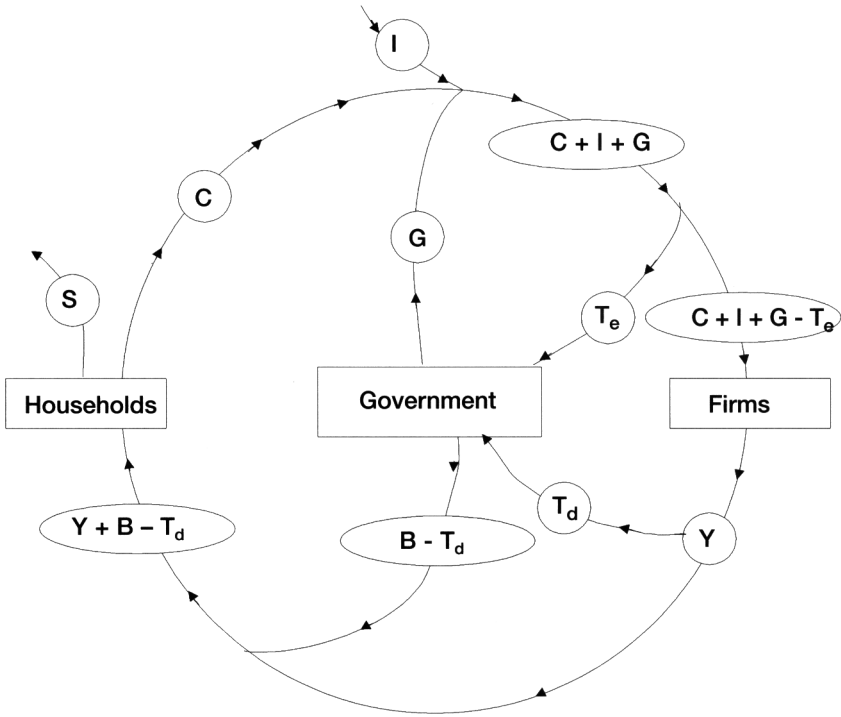 I
C + I + G
C
G
S
Te
C + I + G - Te
Households
Government
Firms
Td
Y + B – Td
B - Td
Y